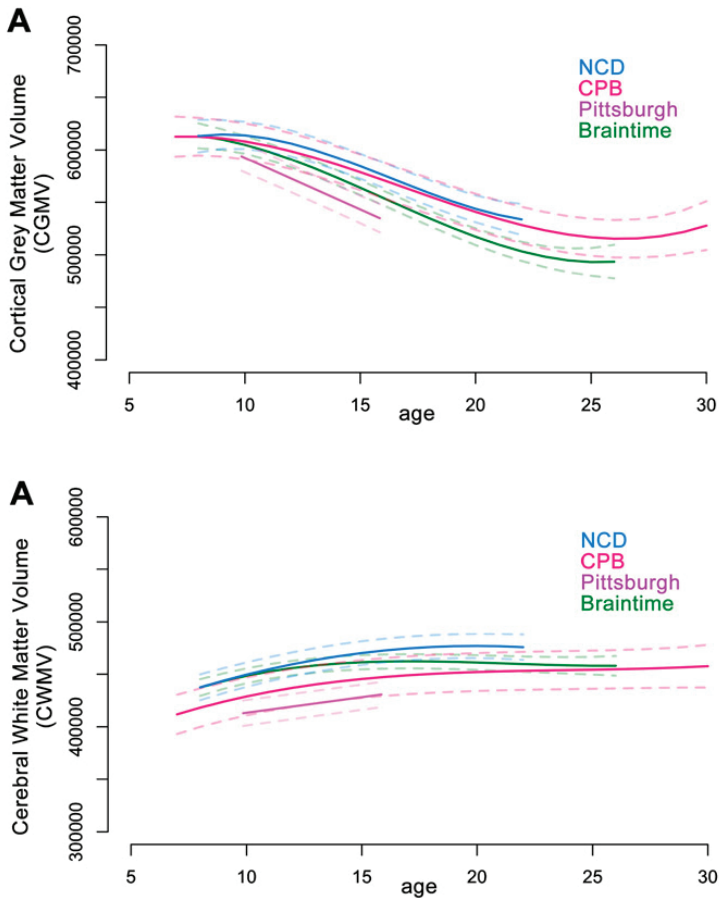 A
Cortical Grey Matter Volume
(CGMV)
700000
600000
500000
400000
NCD
CPB
Pittsburgh
Braintime
5 10 15 20 25 30
age
A
Cerebral White Matter Volume
(CWMV)
600000
500000
400000
300000
NCD
CPB
Pittsburgh
Braintime
5 10 15 20 25 30
age